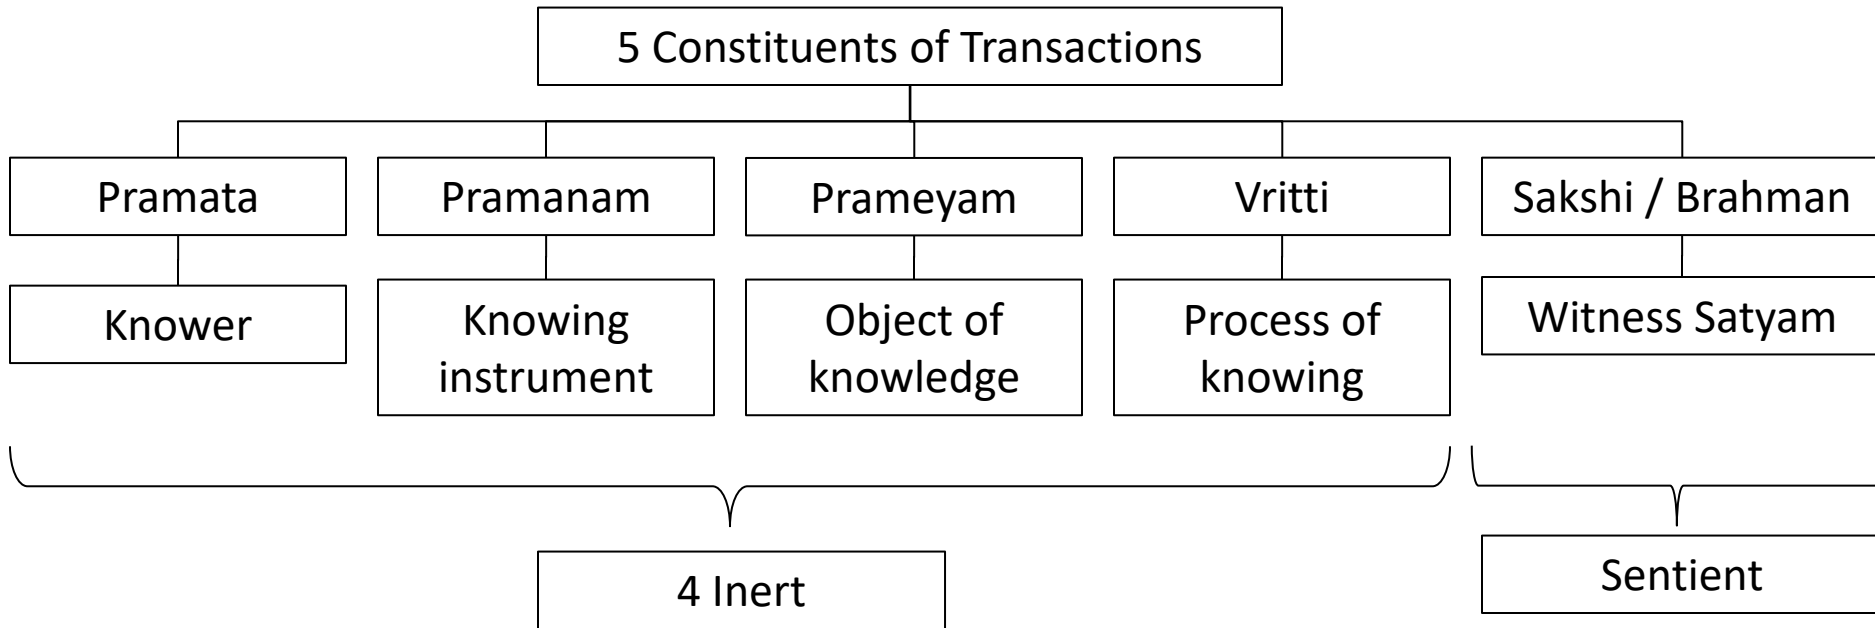 5 Constituents of Transactions
Pramata
Pramanam
Prameyam
Vritti
Sakshi / Brahman
Knower
Knowing
instrument
Object of
knowledge
Process of
knowing
Witness Satyam
4 Inert
Sentient